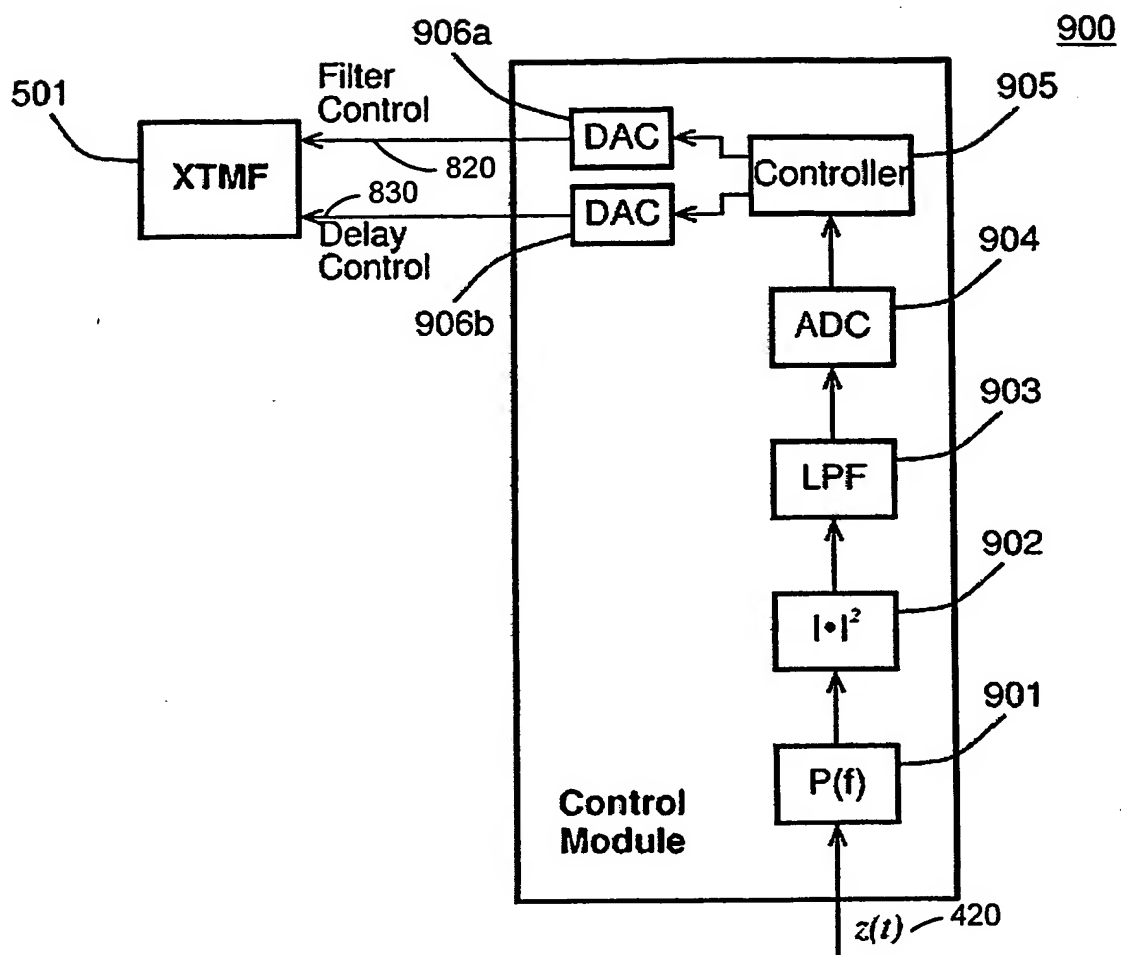 900
906a
501
Filter
Control
905
DAC
Controller
XTMF
820
830
DAC
Delay
Control
904
906b
ADC
903
LPF
902
|•|²
901
P(f)
Control
Module
z(t)
420